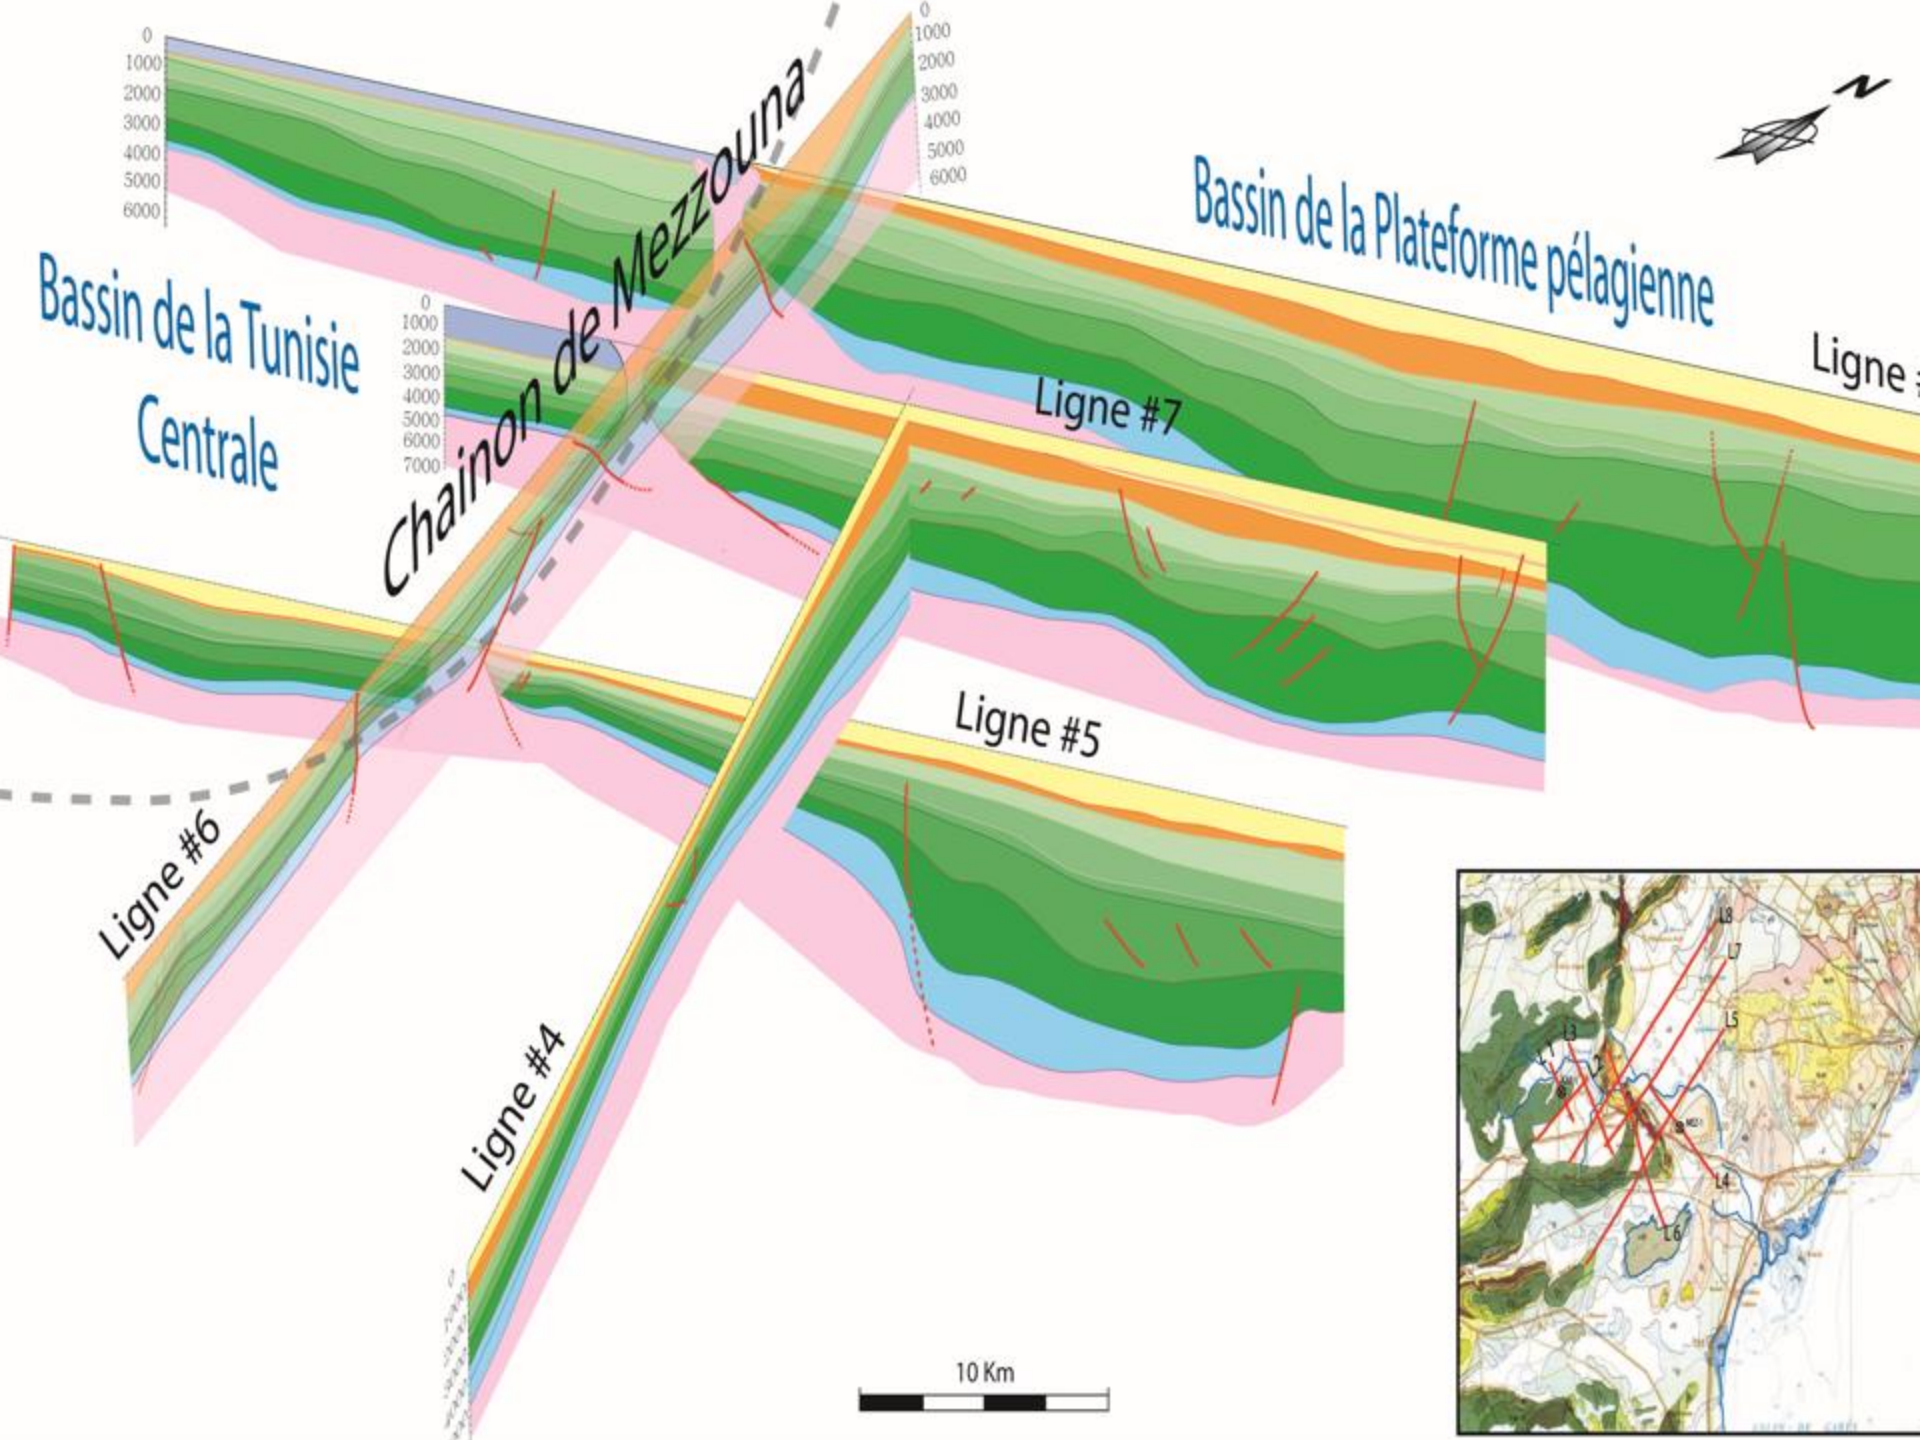 0
1000
2000
3000
4000
5000
6000
0
1000
2000
3000
4000
5000
6000
N
Bassin de la Plateforme pélagienne
Chainon de Mezzouna
Bassin de la Tunisie
Centrale
0
1000
2000
3000
4000
5000
6000
7000
Ligne #
Ligne #7
Ligne #5
Ligne #6
Ligne #4
0
10 Km
L8
L7
L5
L3
L4
L6